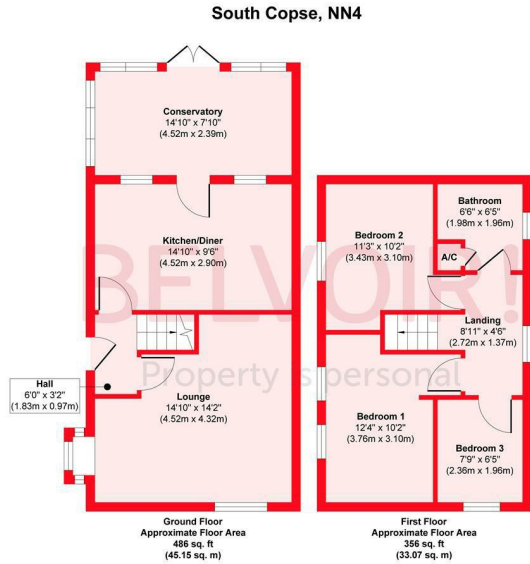 South Copse, NN4
Conservatory
14'10" x 7'10"
(4.52m x 2.39m)
Kitchen/Diner
14'10" x 9'6"
(4.52m x 2.90m)
Hall
6'0" x 3'2"
(1.83m x 0.97m)
Lounge
14'10" x 14'2"
(4.52m x 4.32m)
Ground Floor
Approximate Floor Area
486 sq. ft
(45.15 sq. m)
Bedroom 2
11'3" x 10'2"
(3.43m x 3.10m)
Bathroom
6'6" x 6'5"
(1.98m x 1.96m)
A/C
Landing
8'11" x 4'6"
(2.72m x 1.37m)
Bedroom 1
12'4" x 10'2"
(3.76m x 3.10m)
Bedroom 3
7'9" x 6'5"
(2.36m x 1.96m)
First Floor
Approximate Floor Area
356 sq. ft
(33.07 sq. m)
BELVOIR!
Property is personal